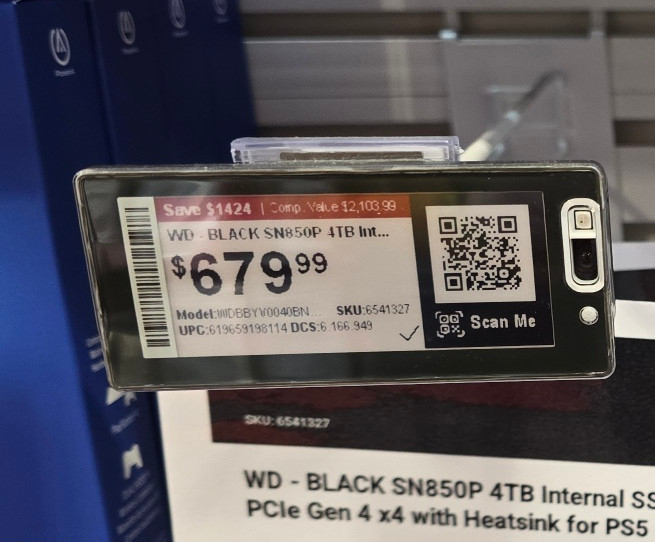 Save $1424 | Comp. Value $2,103.99
WD - BLACK SN850P 4TB Int...
$679.99
Model:WDBBYV0040BN... SKU:6541327
UPC:619659198114 DCS:6.166.949
Scan Me
SKU:6541327
WD - BLACK SN850P 4TB Internal SS
PCIe Gen 4 x4 with Heatsink for PS5